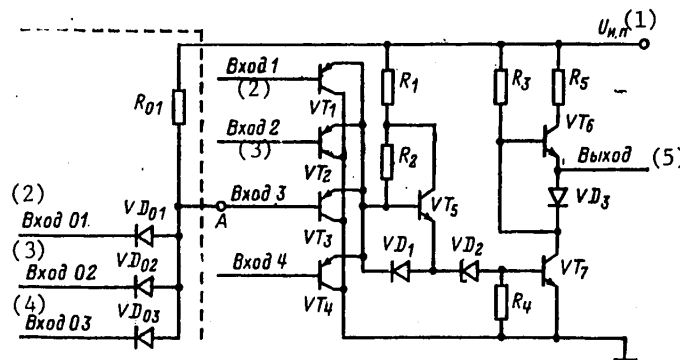 U и.п (1)
Вход 1
(2)
VT1
R1
R3
R5
R01
Вход 2
(3)
VT2
R2
VT6
Выход (5)
(2)
Вход 01
VD01
A
Вход 3
VT3
VT5
VD3
(3)
Вход 02
VD02
Вход 4
VT4
VD1
VD2
VT7
(4)
Вход 03
VD03
R4